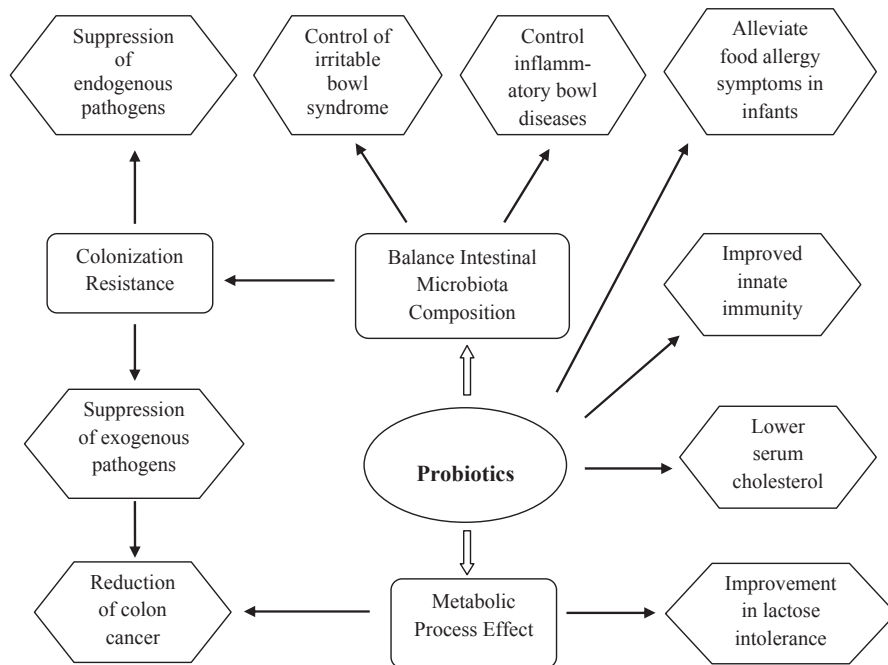 Suppression
of
endogenous
pathogens
Control of
irritable
bowl
syndrome
Control
inflamm-
atory bowl
diseases
Alleviate
food allergy
symptoms in
infants
Colonization
Resistance
Balance Intestinal
Microbiota
Composition
Improved
innate
immunity
Suppression
of exogenous
pathogens
Probiotics
Lower
serum
cholesterol
Reduction
of colon
cancer
Metabolic
Process Effect
Improvement
in lactose
intolerance